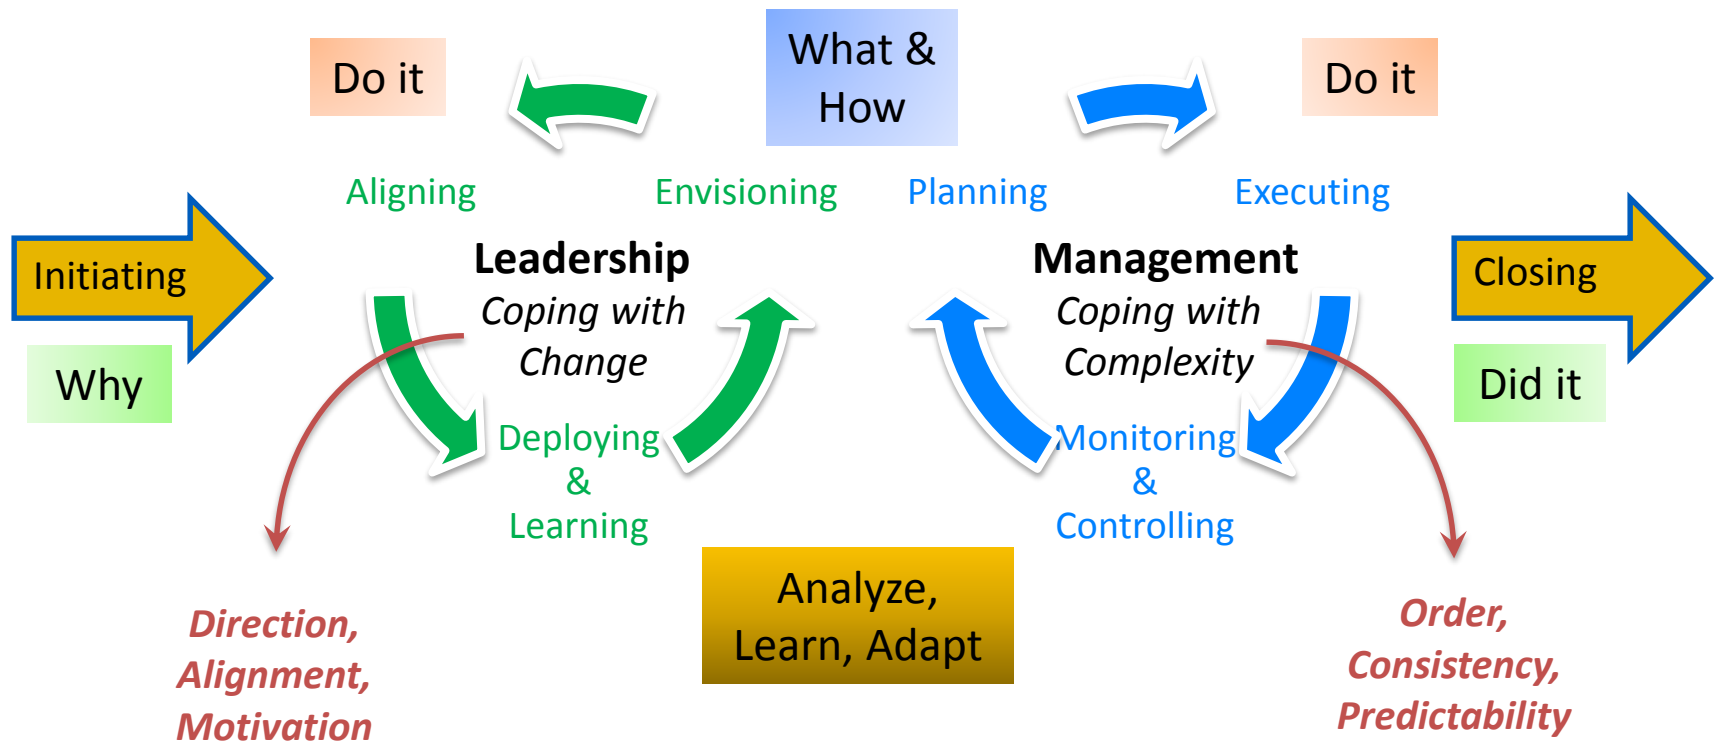 Do it
What &
How
Do it
Aligning
Envisioning
Planning
Executing
Initiating
Leadership
Coping with
Change
Management
Coping with
Complexity
Closing
Why
Did it
Deploying
&
Learning
Monitoring
&
Controlling
Analyze,
Learn, Adapt
Direction,
Alignment,
Motivation
Order,
Consistency,
Predictability